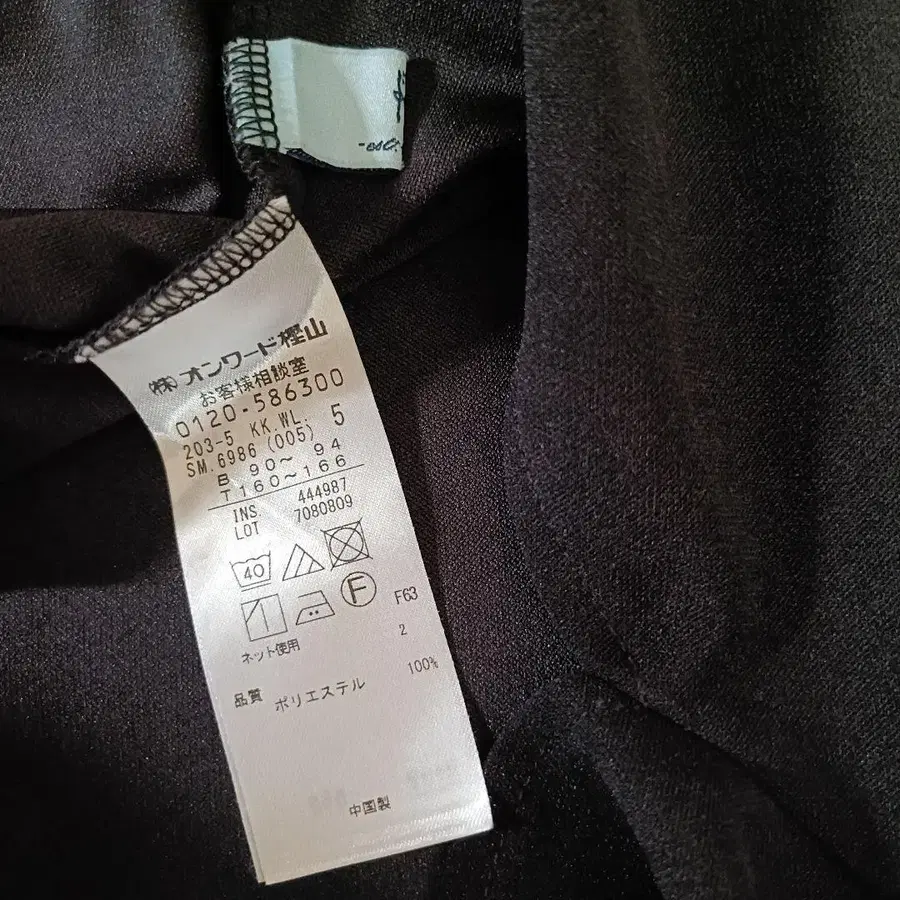 ㈱オンワード樫山
お客様相談室
0120-586300
203-5 KK.WL. 5
SM.6986 (005)
B 90～ 94
T160～166
INS. 444987
LOT 7080809
40
F
F63
ネット使用 2
品質 ポリエステル 100%
中国製